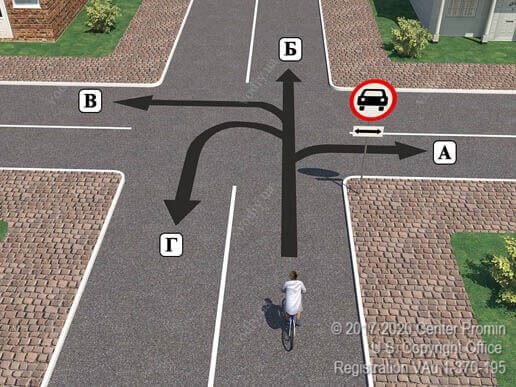 Б
В
А
Г
© 2017-2020 Center Promin
U.S. Copyright Office
Registration VAu 1-370-195